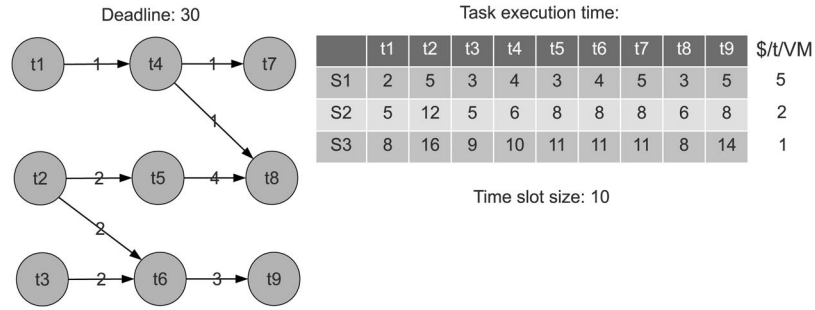 Deadline: 30
Task execution time:
t1 1 t4 1 t7
1
t2 2 t5 4 t8
2
t3 2 t6 3 t9
t1 t2 t3 t4 t5 t6 t7 t8 t9 $/t/VM
S1 2 5 3 4 3 4 5 3 5 5
S2 5 12 5 6 8 8 8 6 8 2
S3 8 16 9 10 11 11 11 8 14 1
Time slot size: 10